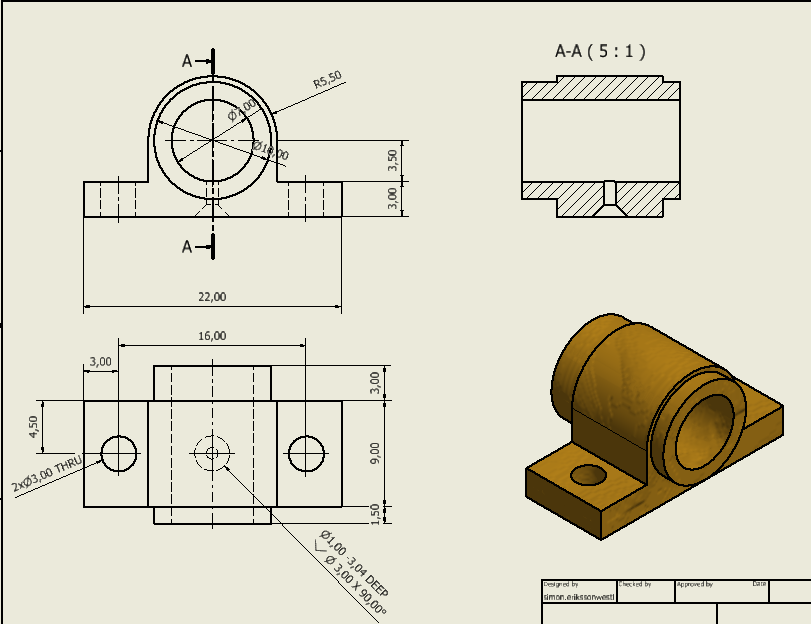 A
A-A ( 5 : 1 )
R5,50
Ø7,00
Ø10,00
3,50
3,00
A
22,00
16,00
3,00
3,00
4,50
9,00
2xØ3,00 THRU
1,50
Ø1,00 -3,04 DEEP
Ø 3,00 X 90,00°
Designed by
Checked by
Approved by
Date
simon.erikssonwestl